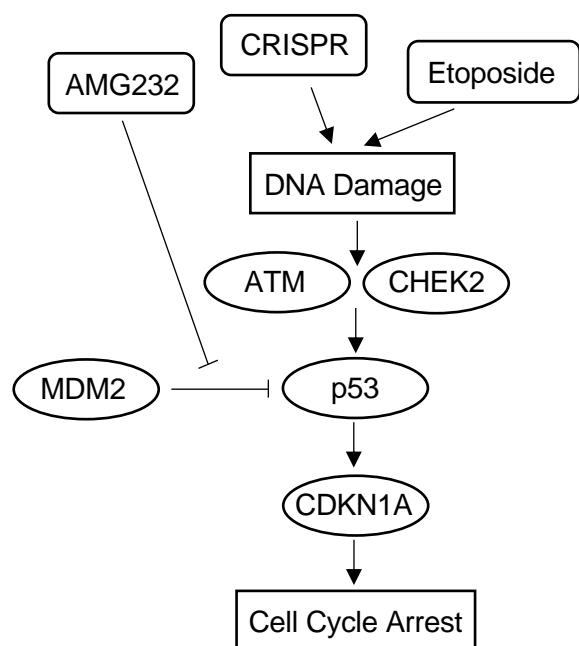 CRISPR
Etoposide
AMG232
DNA Damage
ATM
CHEK2
MDM2
p53
CDKN1A
Cell Cycle Arrest